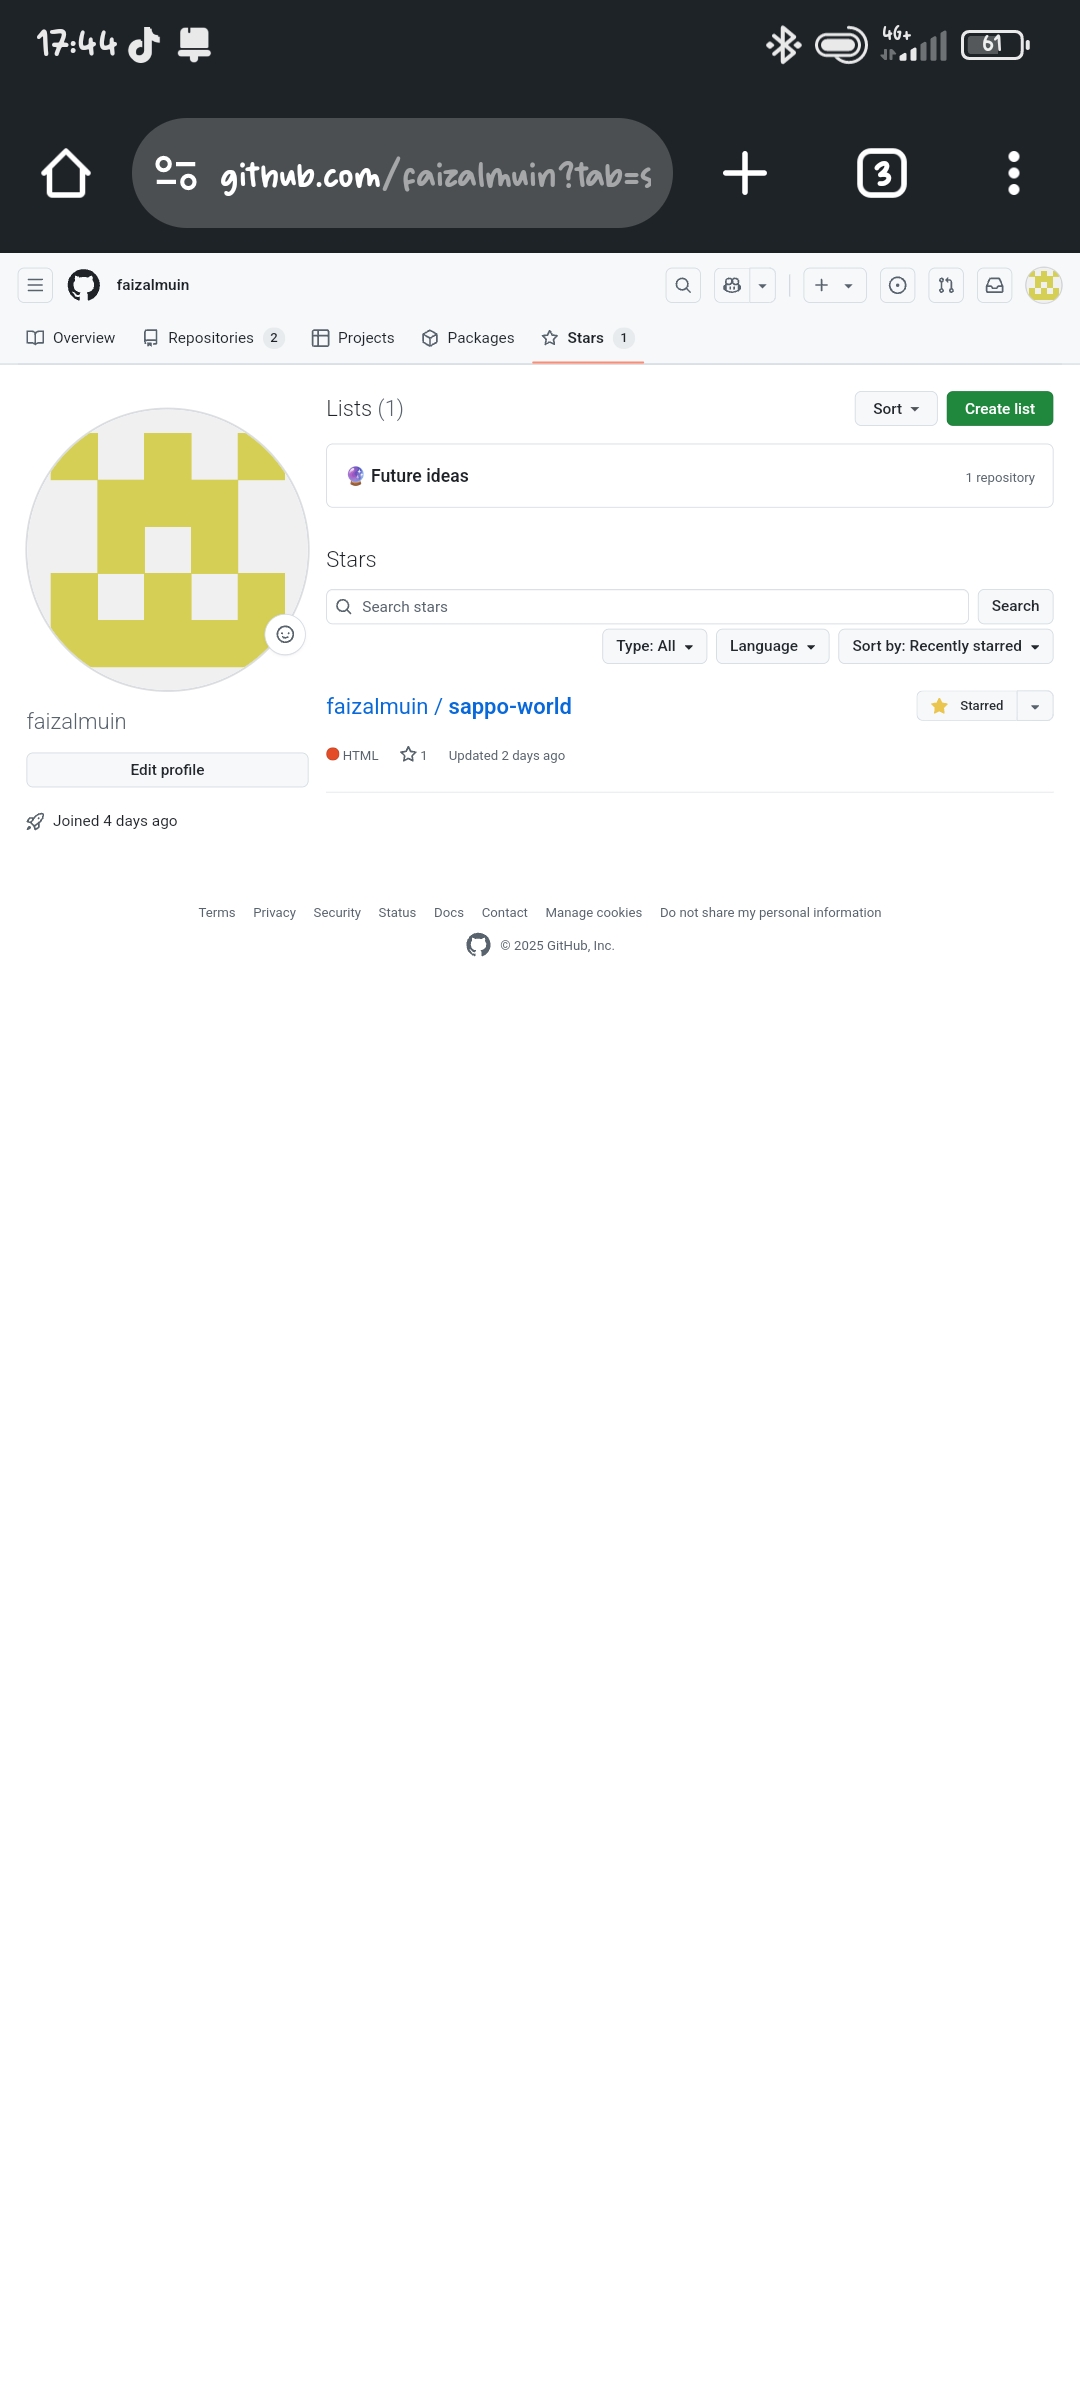 17:44
4G+
61
github.com/faizalmuin?tab=s
3
faizalmuin
Overview
Repositories 2
Projects
Packages
Stars 1
Lists (1)
Sort
Create list
Future ideas
1 repository
Stars
Search stars
Search
Type: All
Language
Sort by: Recently starred
faizalmuin / sappo-world
Starred
HTML
1
Updated 2 days ago
faizalmuin
Edit profile
Joined 4 days ago
Terms Privacy Security Status Docs Contact Manage cookies Do not share my personal information
© 2025 GitHub, Inc.